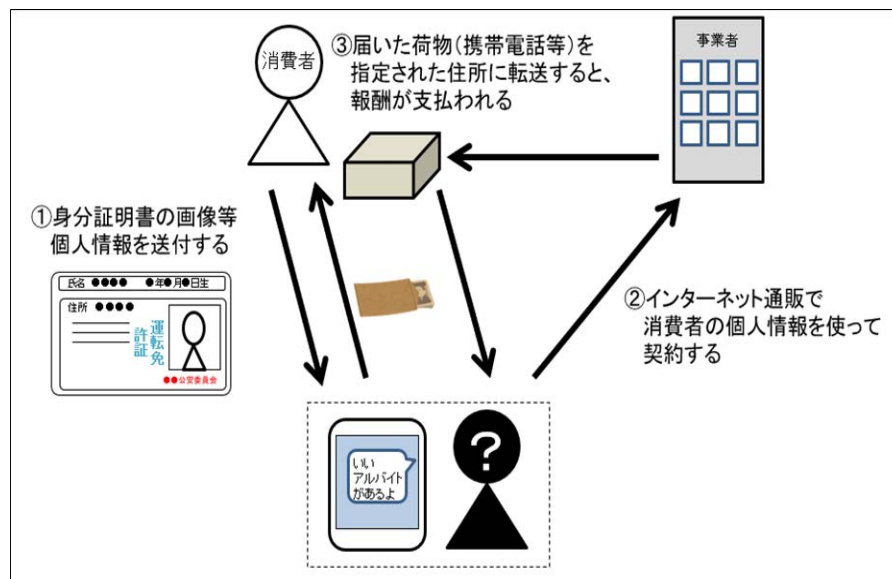 消費者
③届いた荷物(携帯電話等)を
指定された住所に転送すると、
報酬が支払われる
事業者
①身分証明書の画像等
個人情報を送付する
氏名 ●●●● ●年●月●日生
住所 ●●●●
運転免
許証
●●公安委員会
②インターネット通販で
消費者の個人情報を使って
契約する
いい
アルバイト
があるよ
?